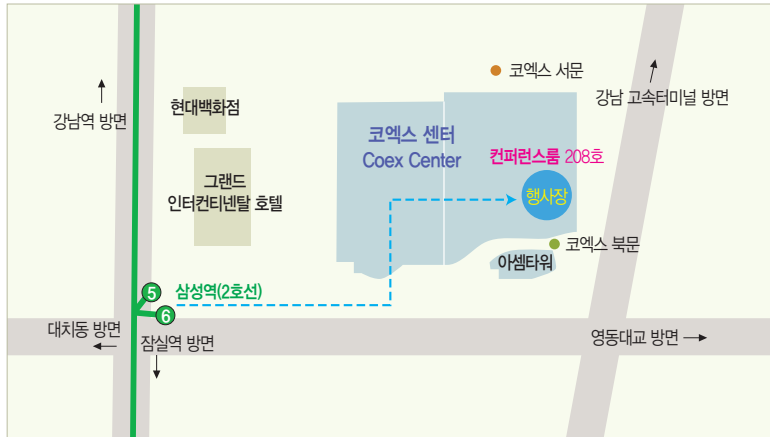 코엑스 서문
강남 고속터미널 방면
현대백화점
강남역 방면
코엑스 센터
Coex Center
컨퍼런스룸 208호
행사장
그랜드
인터컨티넨탈 호텔
코엑스 북문
아셈타워
5
삼성역(2호선)
6
대치동 방면
잠실역 방면
영동대교 방면